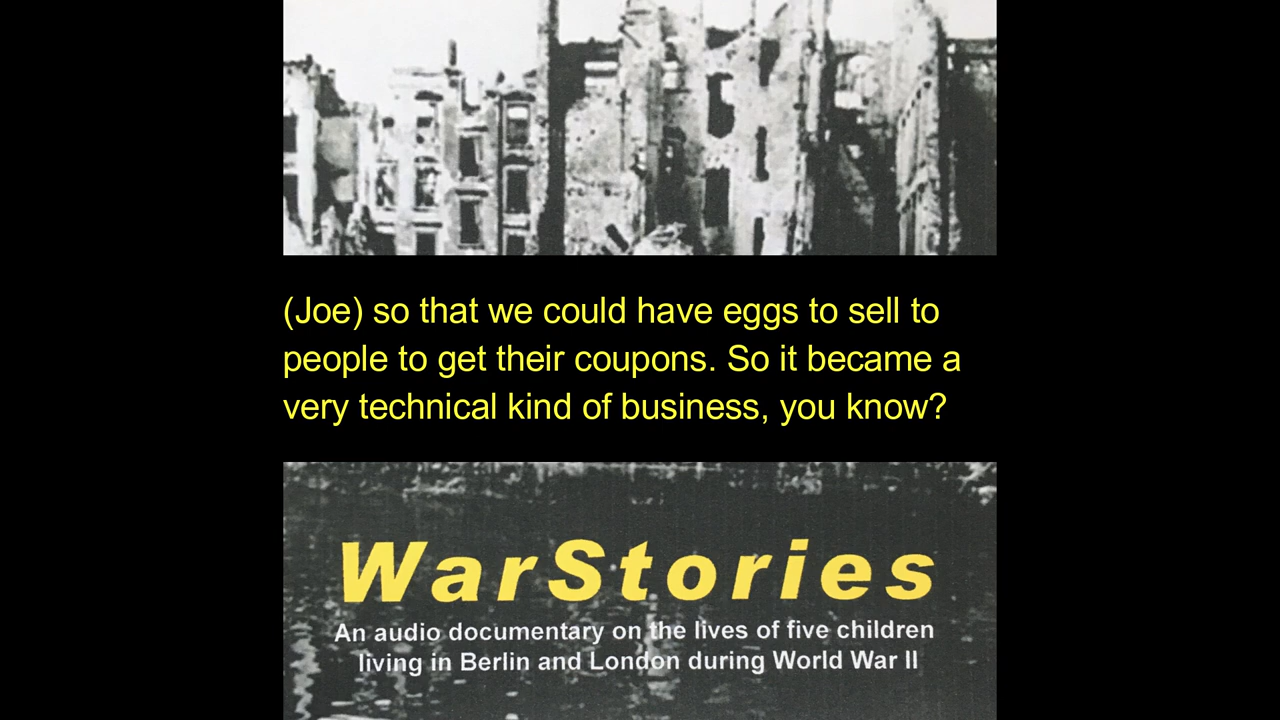 (Joe) so that we could have eggs to sell to
people to get their coupons. So it became a
very technical kind of business, you know?
WarStories
An audio documentary on the lives of five children
living in Berlin and London during World War II